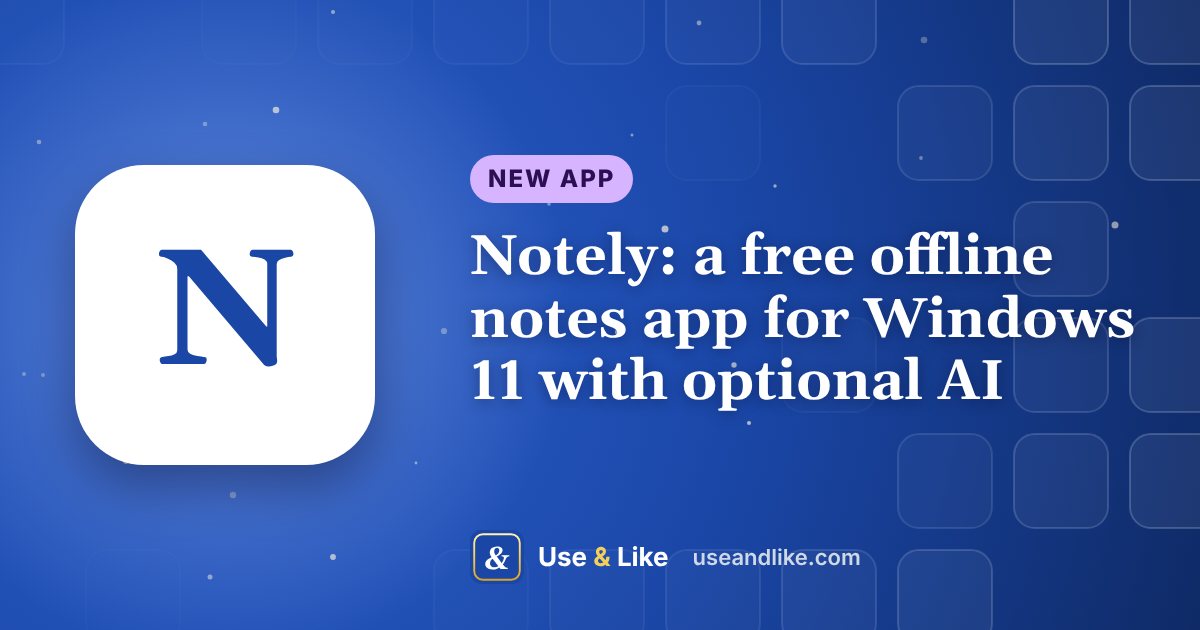 N
NEW APP
Notely: a free offline
notes app for Windows
11 with optional AI
& Use & Like useandlike.com